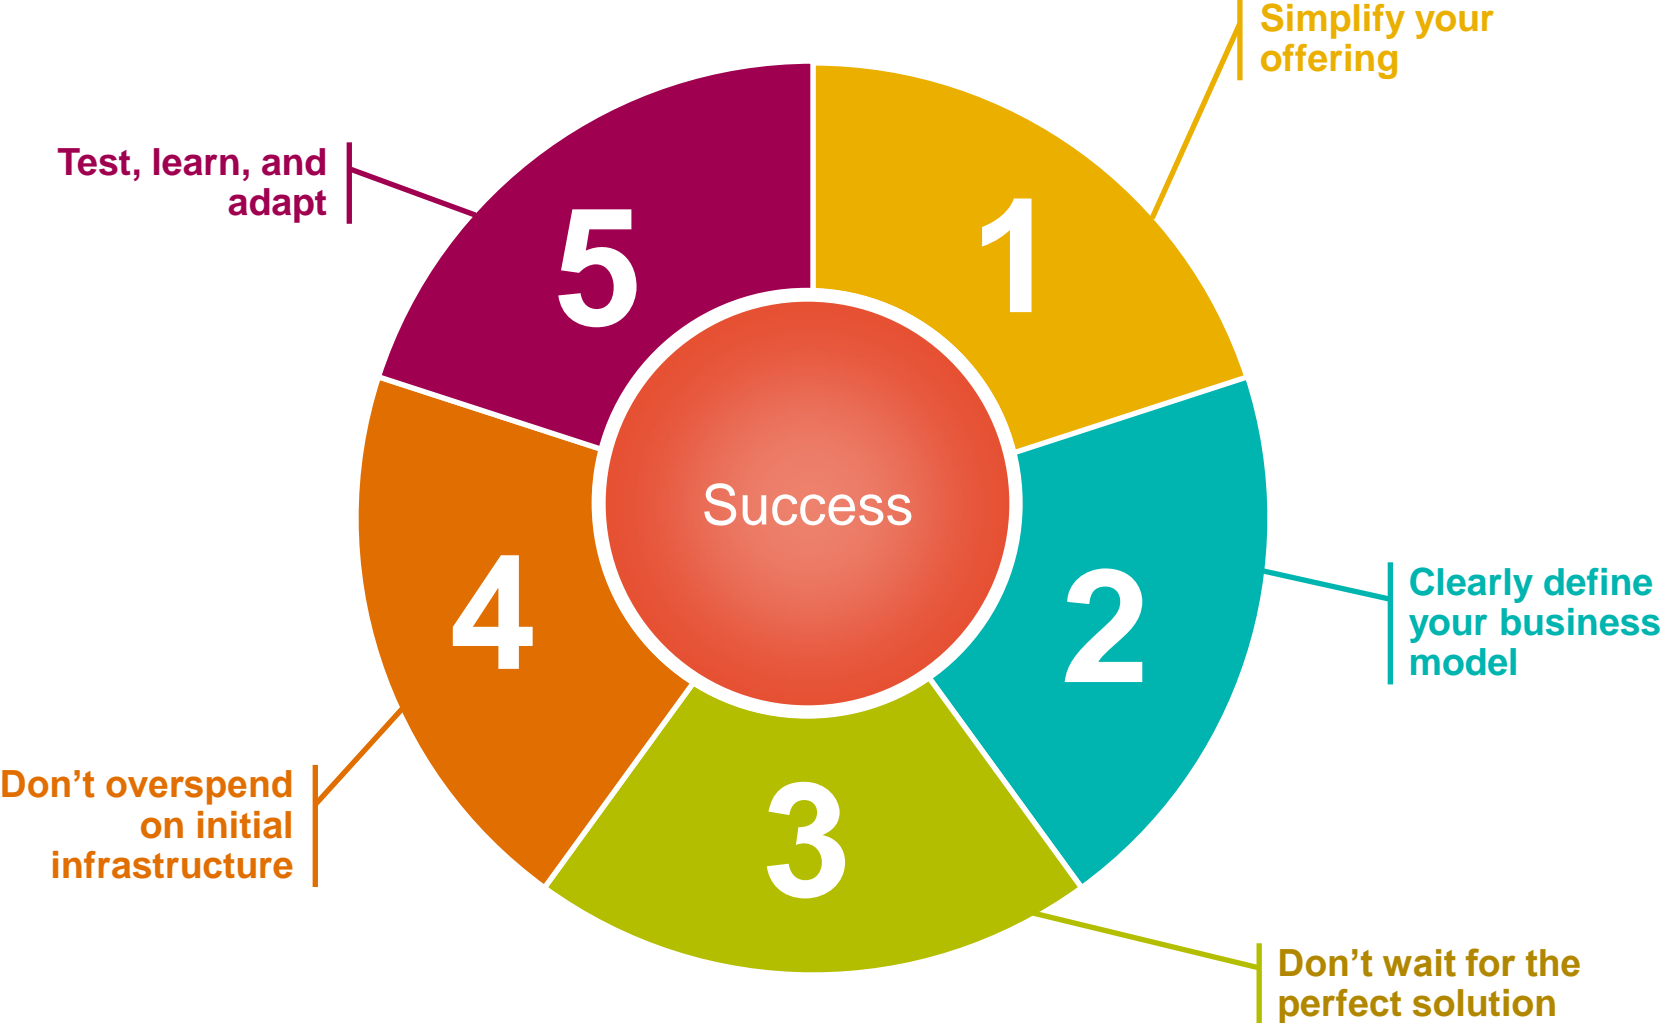 1
Simplify your
offering
2
Clearly define
your business
model
3
Don’t wait for the
perfect solution
4
Don’t overspend
on initial
infrastructure
5
Test, learn, and
adapt
Success